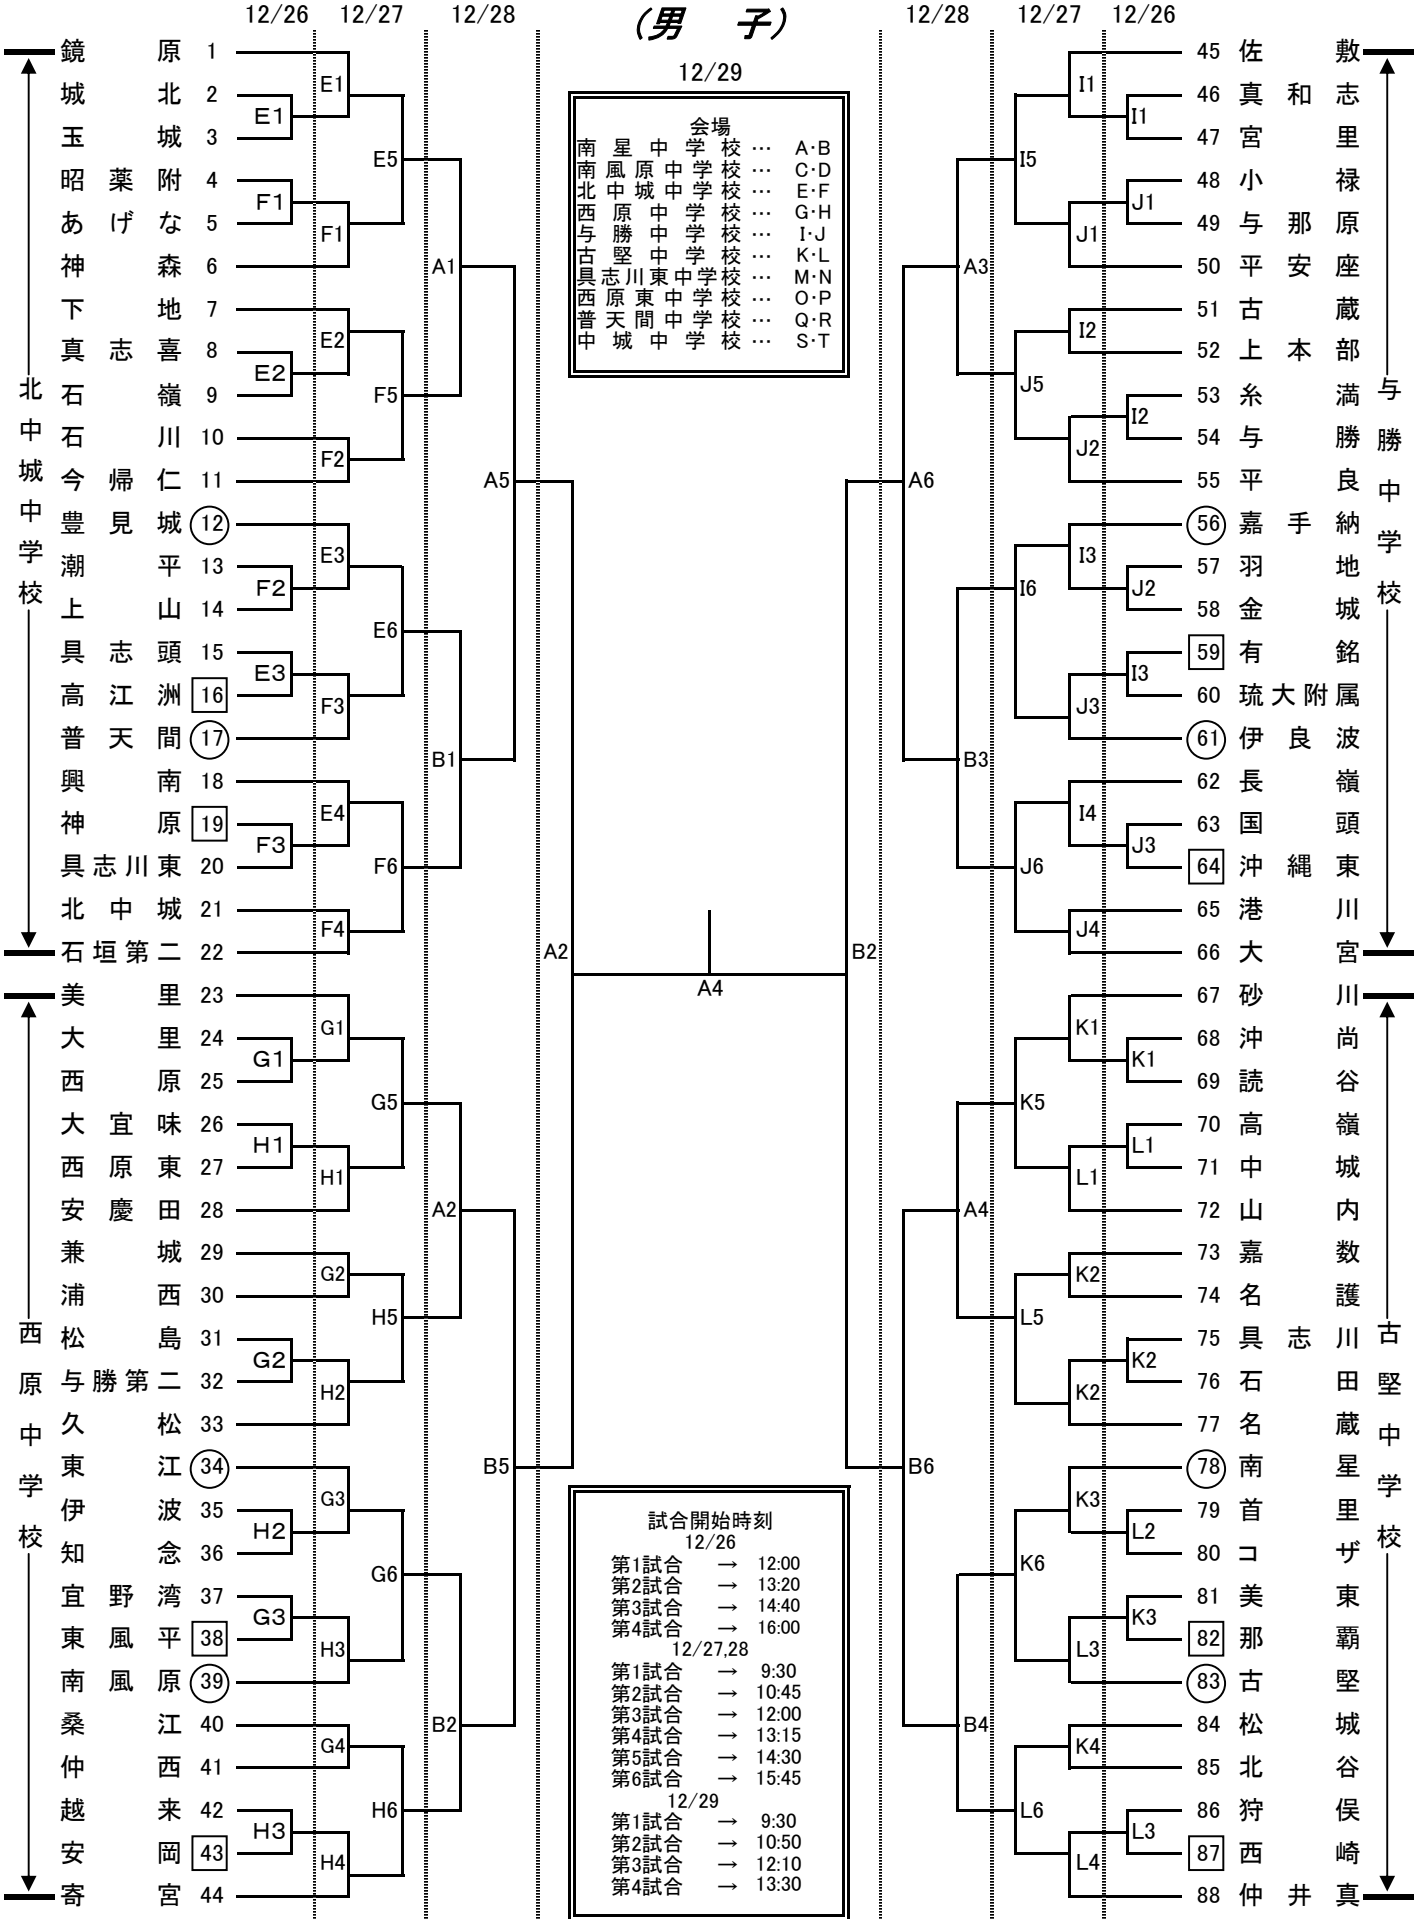 12/26 12/27 12/28 (男 子) 12/28 12/27 12/26
12/29
会場
南星中学校… A・B
南風原中学校… C・D
北中城中学校… E・F
西原中学校… G・H
与勝中学校… I・J
古堅中学校… K・L
具志川東中学校… M・N
西原東中学校… O・P
普天間中学校… Q・R
中城中学校… S・T
北中城中学校
鏡原 1
城北 2
玉城 3
昭薬附 4
あげな 5
神森 6
下地 7
真志喜 8
石嶺 9
石川 10
今帰仁 11
豊見城 12
潮平 13
上山 14
具志頭 15
高江洲 16
普天間 17
興南 18
神原 19
具志川東 20
北中城 21
石垣第二 22
西原中学校
美里 23
大里 24
西原 25
大宜味 26
西原東 27
安慶田 28
兼城 29
浦西 30
松島 31
与勝第二 32
久松 33
東江 34
伊波 35
知念 36
宜野湾 37
東風平 38
南風原 39
桑江 40
仲西 41
越来 42
安岡 43
寄宮 44
E1
F1
E2
F2
E3
F3
G1
H1
G2
H2
G3
H3
E1
F1
E2
F2
E3
F3
E4
F4
G1
H1
G2
H2
G3
H3
G4
H4
E5
F5
E6
F6
G5
H5
G6
H6
A1
B1
A2
B2
A5
B5
A2
A4
B2
A6
B6
A3
B3
A4
B4
I5
J5
I6
J6
K5
L5
K6
L6
I1
J1
I2
J2
I3
J3
I4
J4
K1
L1
K2
K2
K3
L3
K4
L4
I1
J1
I2
J2
I3
J3
K1
L1
K2
L2
K3
L3
45 佐敷
46 真和志
47 宮里
48 小禄
49 与那原
50 平安座
51 古蔵
52 上本部
53 糸満
54 与勝
55 平良
56 嘉手納
57 羽地
58 金城
59 有銘
60 琉大附属
61 伊良波
62 長嶺
63 国頭
64 沖縄東
65 港川
66 大宮
与勝中学校
67 砂川
68 沖尚
69 読谷
70 高嶺
71 中城
72 山内
73 嘉数
74 名護
75 具志川
76 石田
77 名蔵
78 南星
79 首里
80 コザ
81 美東
82 那覇
83 古堅
84 松城
85 北谷
86 狩俣
87 西崎
88 仲井真
古堅中学校
試合開始時刻
12/26
第1試合 → 12:00
第2試合 → 13:20
第3試合 → 14:40
第4試合 → 16:00
12/27,28
第1試合 → 9:30
第2試合 → 10:45
第3試合 → 12:00
第4試合 → 13:15
第5試合 → 14:30
第6試合 → 15:45
12/29
第1試合 → 9:30
第2試合 → 10:50
第3試合 → 12:10
第4試合 → 13:30